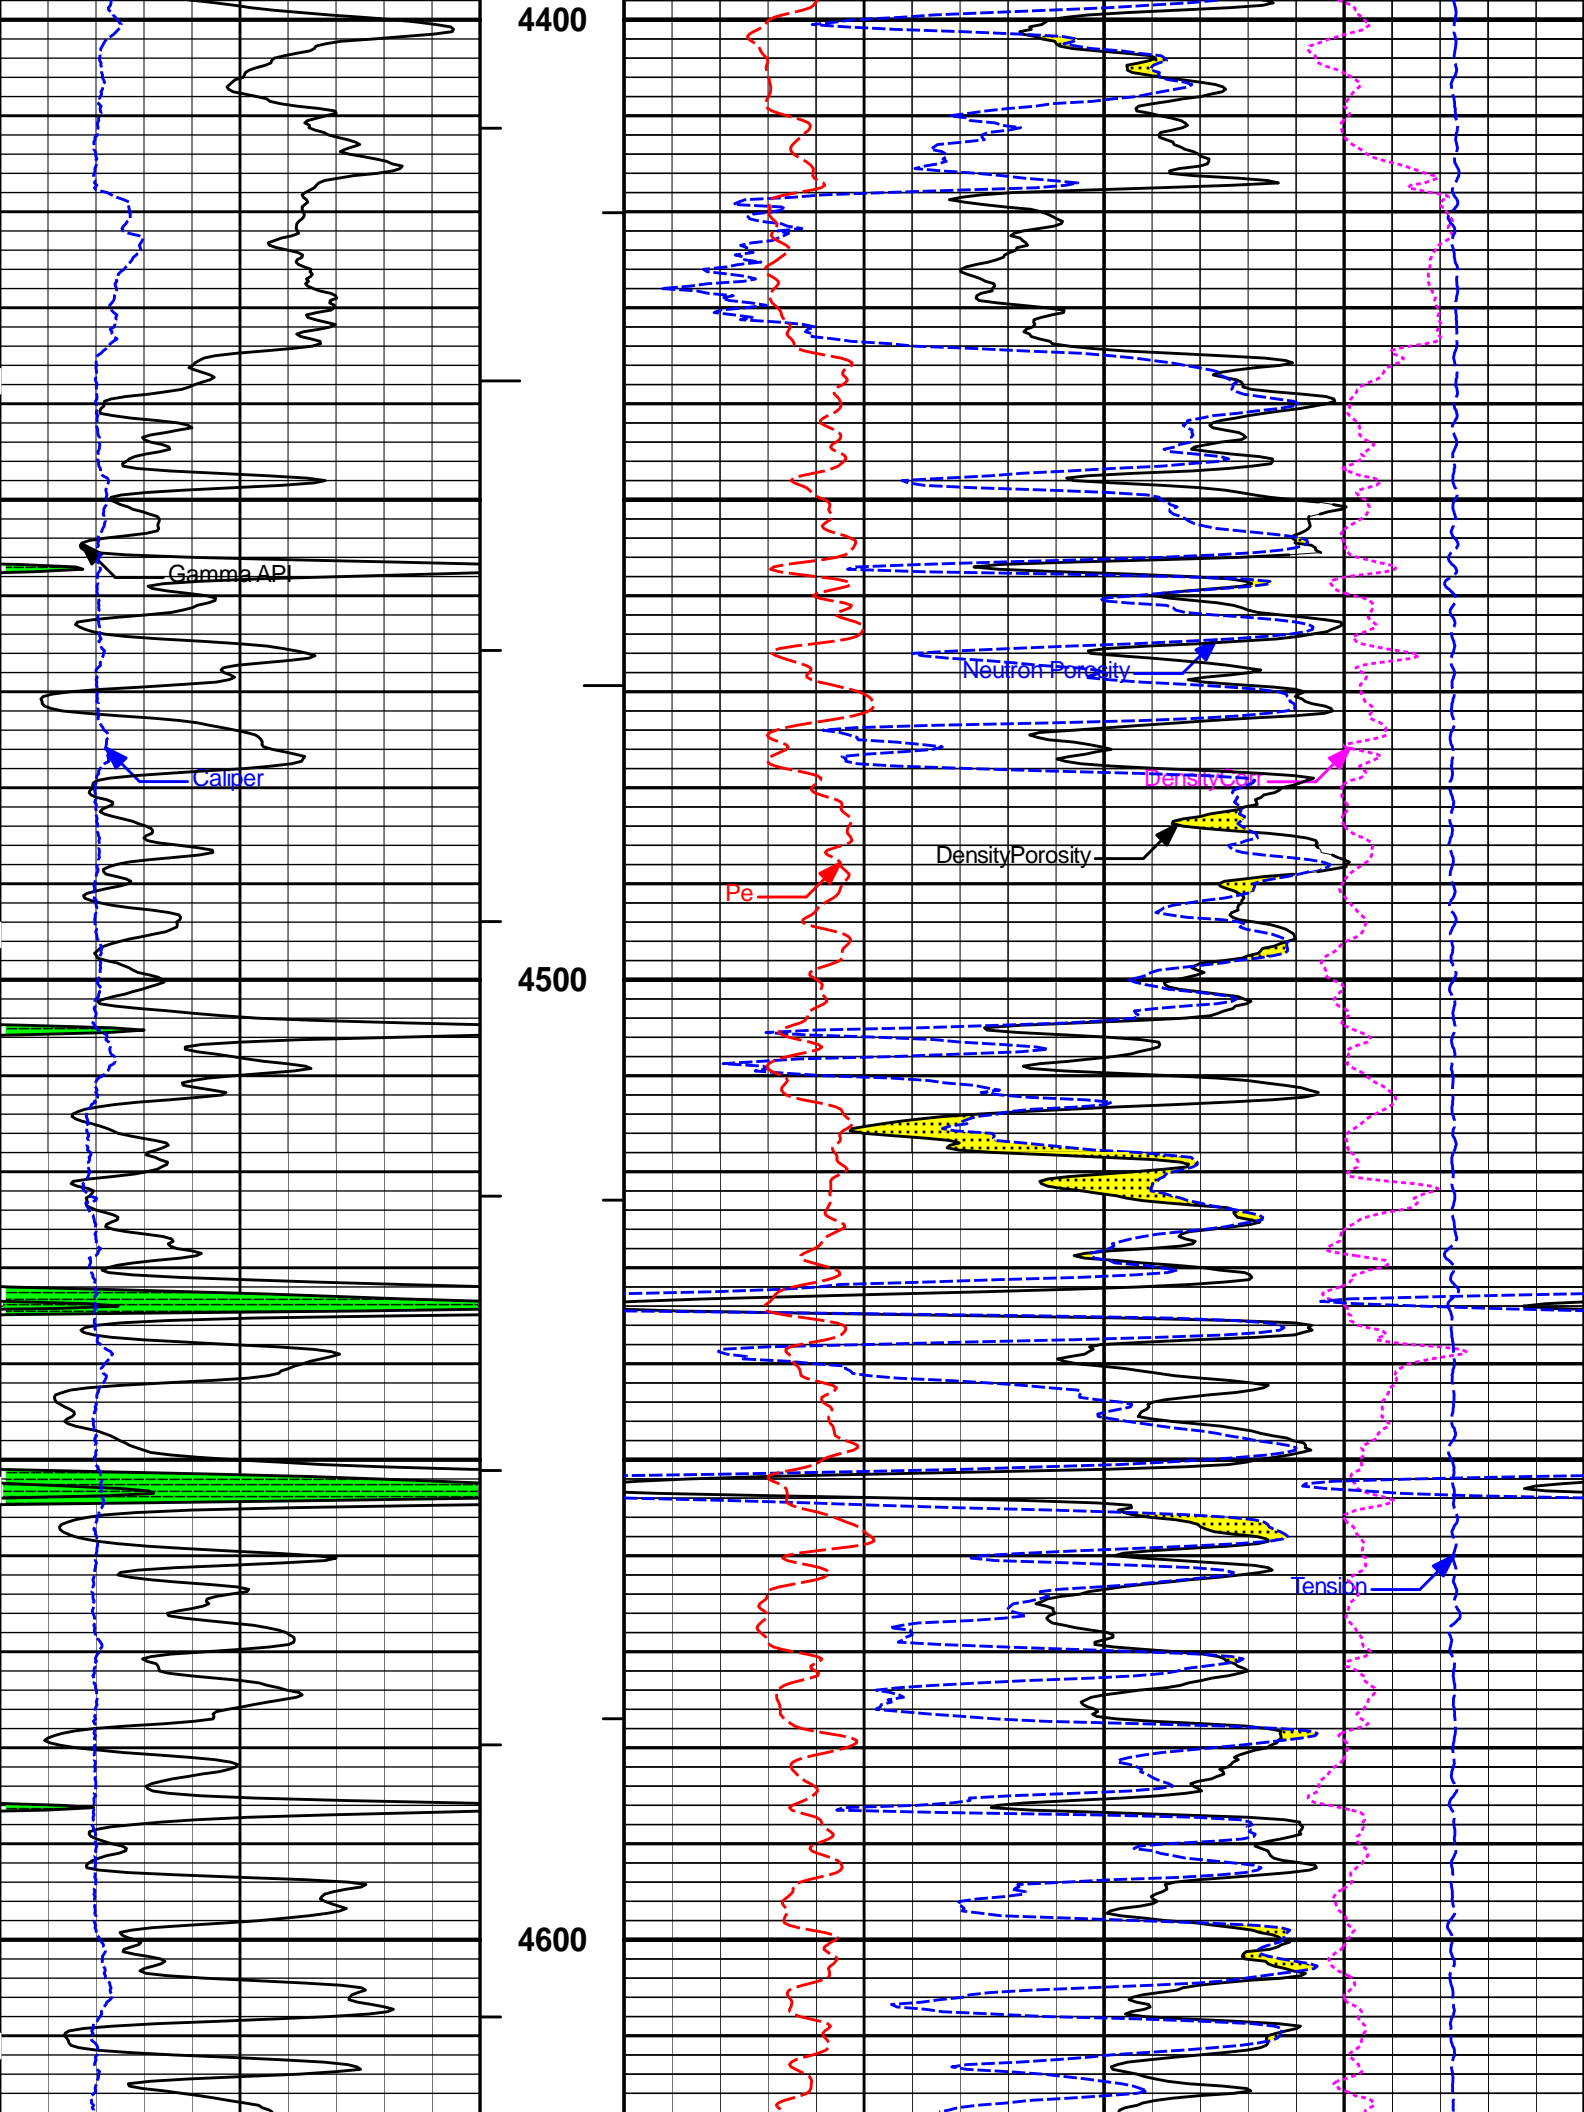 4400
Gamma API
Neutron Porosity
Caliper
DensityCorr
DensityPorosity
Pe
4500
Tension
4600